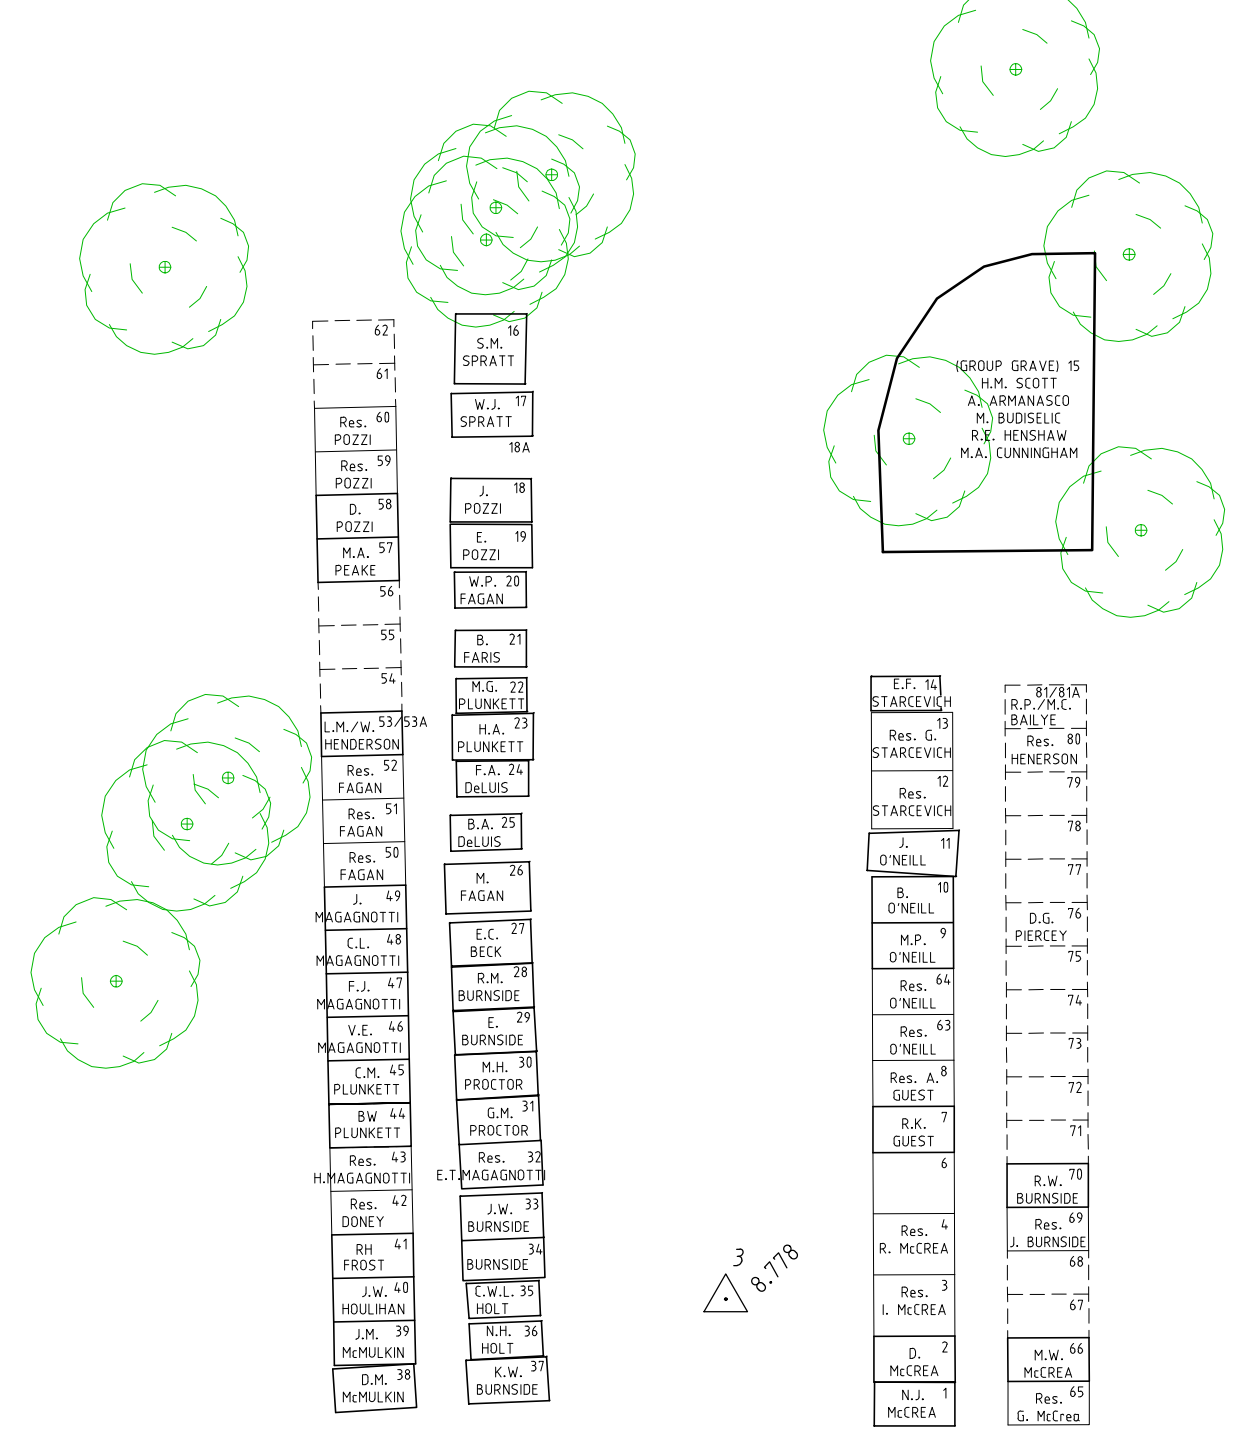 62
61
60
Res.
POZZI
59
Res.
POZZI
58
D.
POZZI
57
M.A.
PEAKE
56
55
54
L.M./W. 53/53A
HENDERSON
Res. 52
FAGAN
Res. 51
FAGAN
Res. 50
FAGAN
J. 49
MAGAGNOTTI
C.L. 48
MAGAGNOTTI
F.J. 47
MAGAGNOTTI
V.E. 46
MAGAGNOTTI
C.M. 45
PLUNKETT
BW 44
PLUNKETT
Res. 43
H.MAGAGNOTTI
Res. 42
DONEY
RH 41
FROST
J.W. 40
HOULIHAN
J.M. 39
McMULKIN
D.M. 38
McMULKIN
16
S.M.
SPRATT
W.J. 17
SPRATT
18A
J. 18
POZZI
E. 19
POZZI
W.P. 20
FAGAN
B. 21
FARIS
M.G. 22
PLUNKETT
H.A. 23
PLUNKETT
F.A. 24
DeLUIS
B.A. 25
DeLUIS
M. 26
FAGAN
E.C. 27
BECK
R.M. 28
BURNSIDE
E. 29
BURNSIDE
M.H. 30
PROCTOR
G.M. 31
PROCTOR
Res. 32
E.T.MAGAGNOTTI
J.W. 33
BURNSIDE
34
BURNSIDE
C.W.L. 35
HOLT
N.H. 36
HOLT
K.W. 37
BURNSIDE
3
8.778
(GROUP GRAVE) 15
H.M. SCOTT
A. ARMANASCO
M. BUDISELIC
R.E. HENSHAW
M.A. CUNNINGHAM
E.F. 14
STARCEVICH
13
Res. G.
STARCEVICH
12
Res.
STARCEVICH
J. 11
O'NEILL
B. 10
O'NEILL
M.P. 9
O'NEILL
Res. 64
O'NEILL
Res. 63
O'NEILL
Res. A. 8
GUEST
R.K. 7
GUEST
6
Res. 4
R. McCREA
Res. 3
I. McCREA
D. 2
McCREA
N.J. 1
McCREA
81/81A
R.P./M.C.
BAILYE
Res. 80
HENERSON
79
78
77
D.G. 76
PIERCEY
75
74
73
72
71
R.W. 70
BURNSIDE
Res. 69
J. BURNSIDE
68
67
M.W. 66
McCREA
Res. 65
G. McCrea